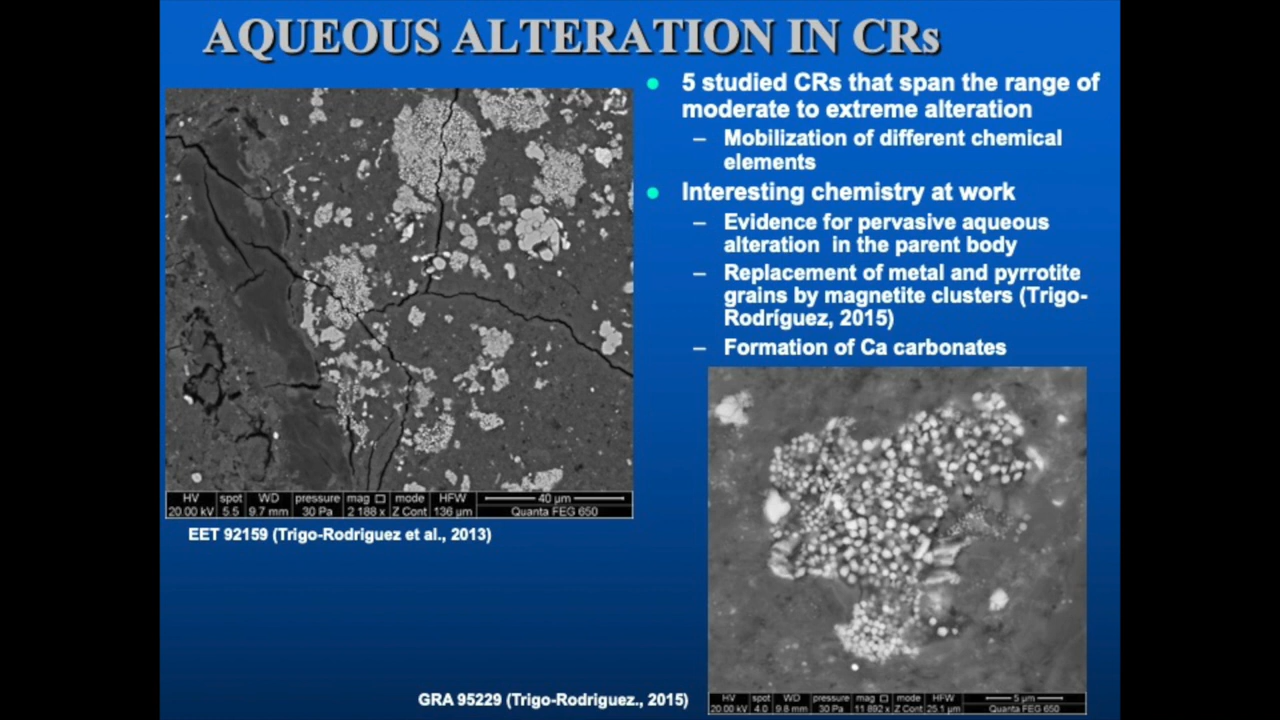 AQUEOUS ALTERATION IN CRs
● 5 studied CRs that span the range of
moderate to extreme alteration
– Mobilization of different chemical
elements
● Interesting chemistry at work
– Evidence for pervasive aqueous
alteration in the parent body
– Replacement of metal and pyrrotite
grains by magnetite clusters (Trigo-
Rodríguez, 2015)
– Formation of Ca carbonates
HV spot WD pressure mag □ mode HFW 40 µm
20.00 kV 5.5 9.7 mm 30 Pa 2 188 x Z Cont 136 µm Quanta FEG 650
EET 92159 (Trigo-Rodriguez et al., 2013)
HV spot WD pressure mag □ mode HFW 5 µm
20.00 kV 4.0 9.8 mm 30 Pa 11 892 x Z Cont 25.1 µm Quanta FEG 650
GRA 95229 (Trigo-Rodriguez., 2015)